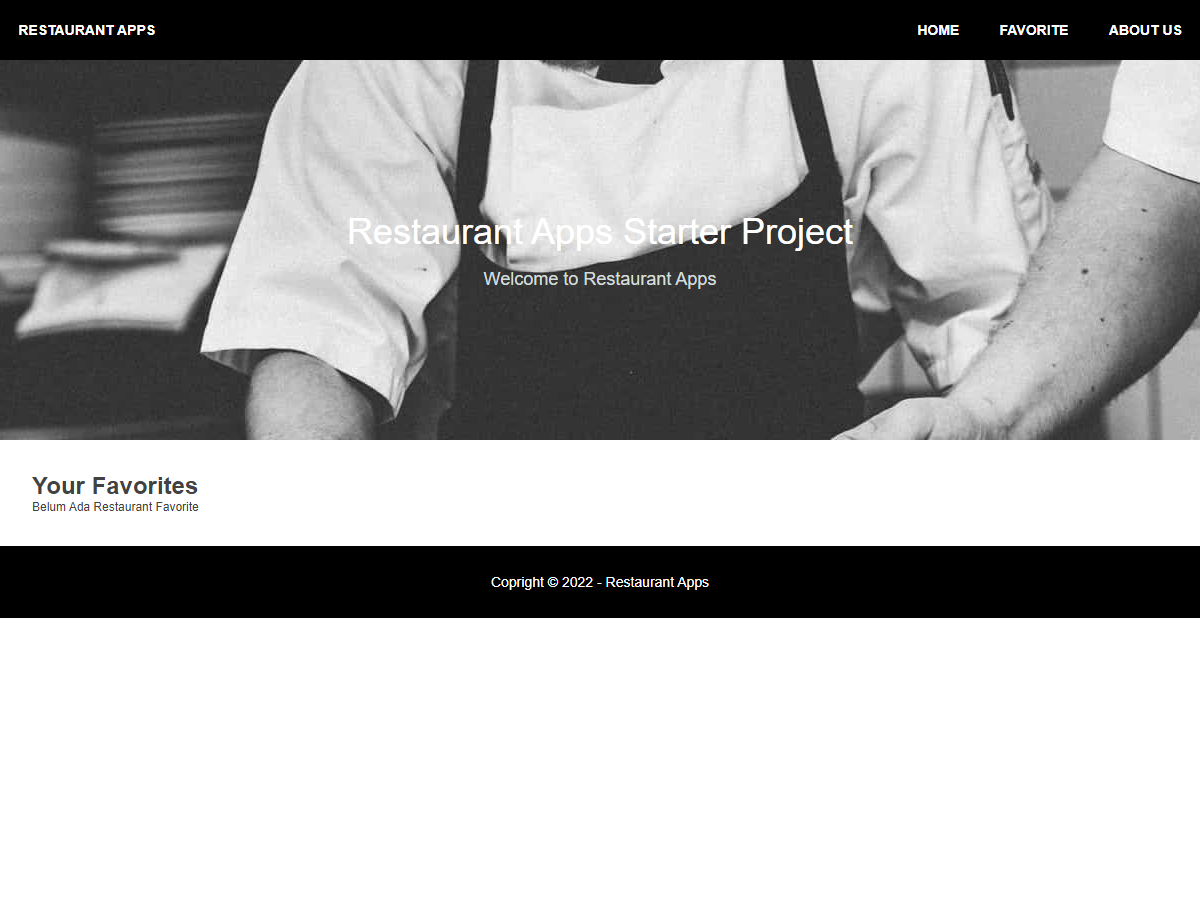 RESTAURANT APPS
HOME FAVORITE ABOUT US
Restaurant Apps Starter Project
Welcome to Restaurant Apps
Your Favorites
Belum Ada Restaurant Favorite
Copright © 2022 - Restaurant Apps